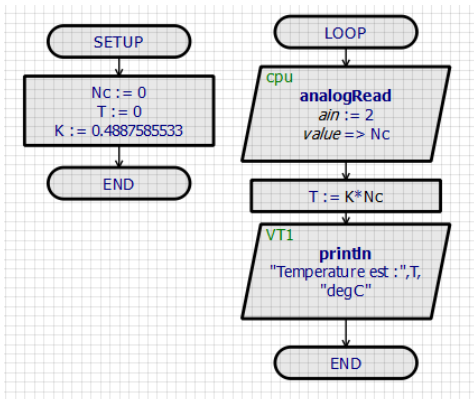 SETUP
Nc := 0
T := 0
K := 0.4887585533
END
LOOP
cpu
analogRead
ain := 2
value => Nc
T := K*Nc
VT1
println
"Temperature est :",T,
"degC"
END